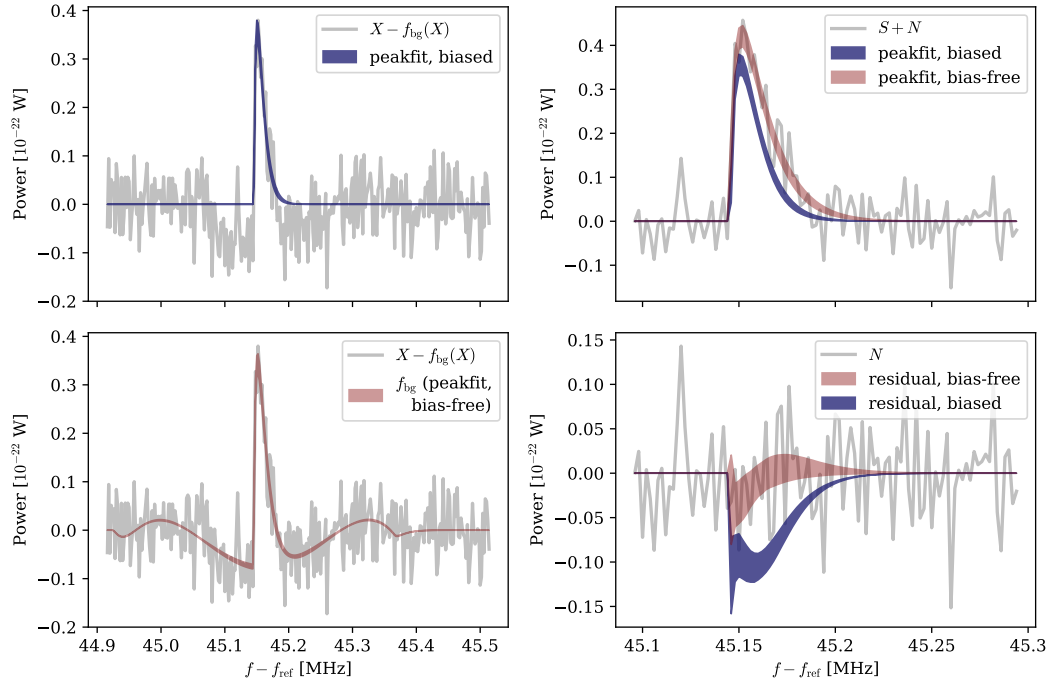 Power [10⁻²² W]
0.4
0.3
0.2
0.1
0.0
−0.1
−0.2
X − f_bg(X)
peakfit, biased
Power [10⁻²² W]
0.4
0.3
0.2
0.1
0.0
−0.1
S + N
peakfit, biased
peakfit, bias-free
Power [10⁻²² W]
0.4
0.3
0.2
0.1
0.0
−0.1
−0.2
X − f_bg(X)
f_bg (peakfit,
bias-free)
44.9 45.0 45.1 45.2 45.3 45.4 45.5
f − f_ref [MHz]
Power [10⁻²² W]
0.15
0.10
0.05
0.00
−0.05
−0.10
−0.15
N
residual, bias-free
residual, biased
45.1 45.15 45.2 45.25 45.3
f − f_ref [MHz]